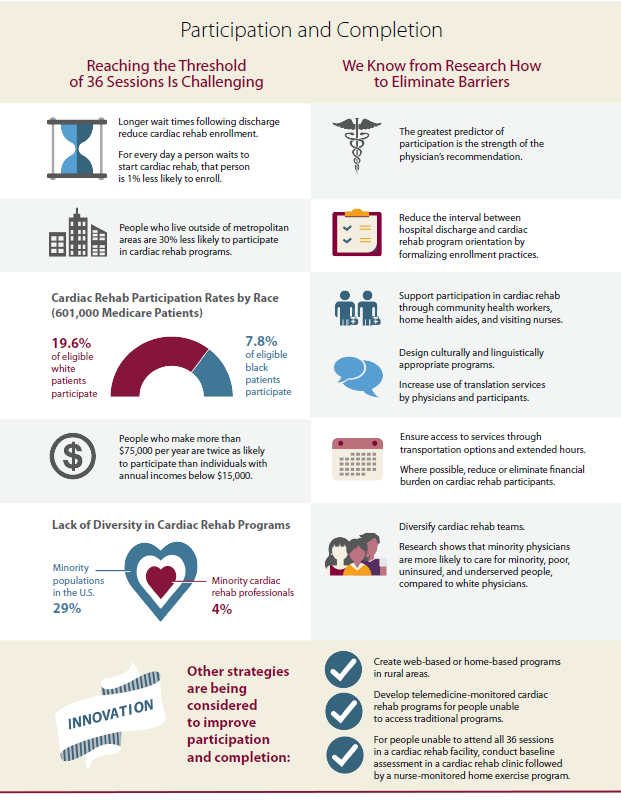 Participation and Completion
Reaching the Threshold
of 36 Sessions Is Challenging
We Know from Research How
to Eliminate Barriers
Longer wait times following discharge
reduce cardiac rehab enrollment.
For every day a person waits to
start cardiac rehab, that person
is 1% less likely to enroll.
The greatest predictor of
participation is the strength of the
physician's recommendation.
People who live outside of metropolitan
areas are 30% less likely to participate
in cardiac rehab programs.
Reduce the interval between
hospital discharge and cardiac
rehab program orientation by
formalizing enrollment practices.
Cardiac Rehab Participation Rates by Race
(601,000 Medicare Patients)
19.6%
of eligible
white
patients
participate
7.8%
of eligible
black
patients
participate
Support participation in cardiac rehab
through community health workers,
home health aides, and visiting nurses.
Design culturally and linguistically
appropriate programs.
Increase use of translation services
by physicians and participants.
$
People who make more than
$75,000 per year are twice as likely
to participate than individuals with
annual incomes below $15,000.
Ensure access to services through
transportation options and extended hours.
Where possible, reduce or eliminate financial
burden on cardiac rehab participants.
Lack of Diversity in Cardiac Rehab Programs
Minority
populations
in the U.S.
29%
Minority cardiac
rehab professionals
4%
Diversify cardiac rehab teams.
Research shows that minority physicians
are more likely to care for minority, poor,
uninsured, and underserved people,
compared to white physicians.
INNOVATION
Other strategies
are being
considered
to improve
participation
and completion:
Create web-based or home-based programs
in rural areas.
Develop telemedicine-monitored cardiac
rehab programs for people unable
to access traditional programs.
For people unable to attend all 36 sessions
in a cardiac rehab facility, conduct baseline
assessment in a cardiac rehab clinic followed
by a nurse-monitored home exercise program.